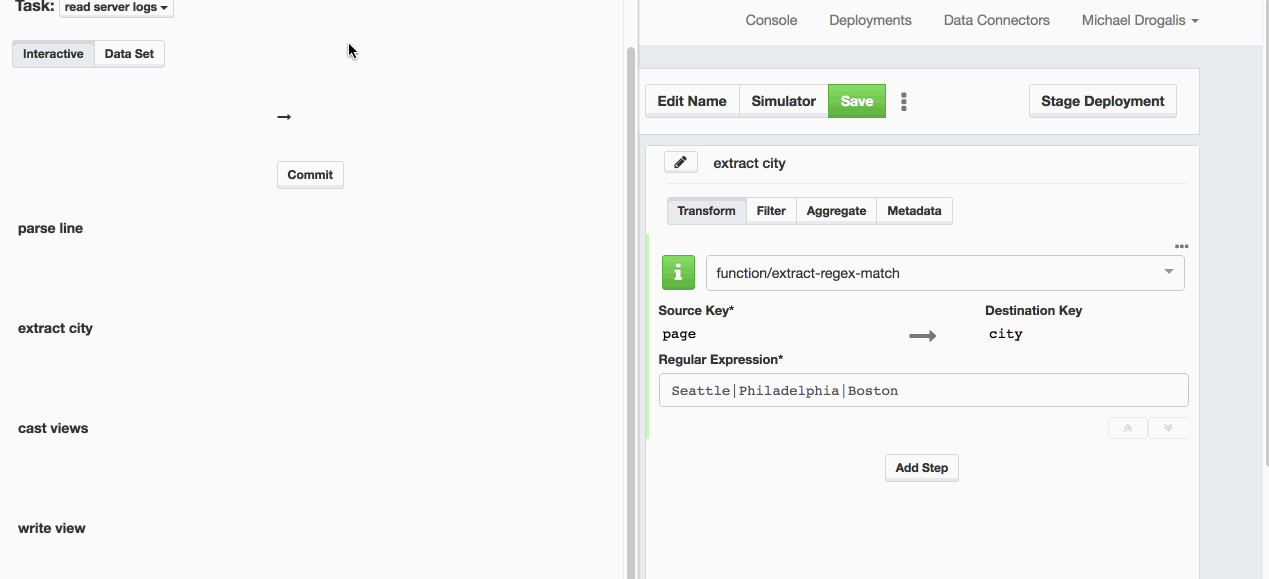 Task: read server logs
Interactive Data Set
Commit
parse line
extract city
cast views
write view
Console Deployments Data Connectors Michael Drogalis
Edit Name Simulator Save Stage Deployment
extract city
Transform Filter Aggregate Metadata
i function/extract-regex-match
Source Key* Destination Key
page city
Regular Expression*
Seattle|Philadelphia|Boston
Add Step